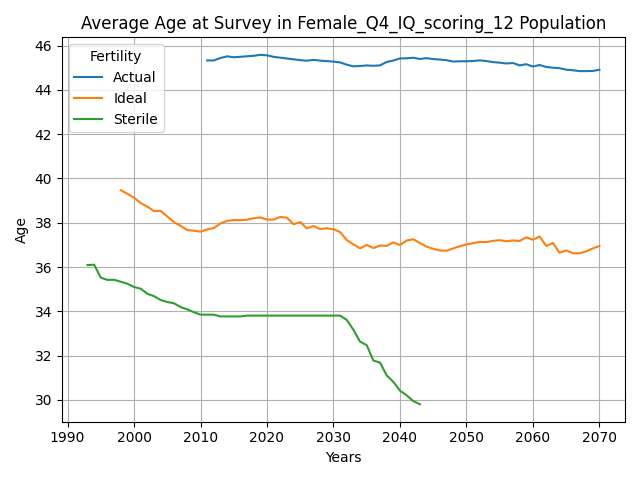 Average Age at Survey in Female_Q4_IQ_scoring_12 Population
Fertility
Actual
Ideal
Sterile
Age
46
44
42
40
38
36
34
32
30
1990 2000 2010 2020 2030 2040 2050 2060 2070
Years